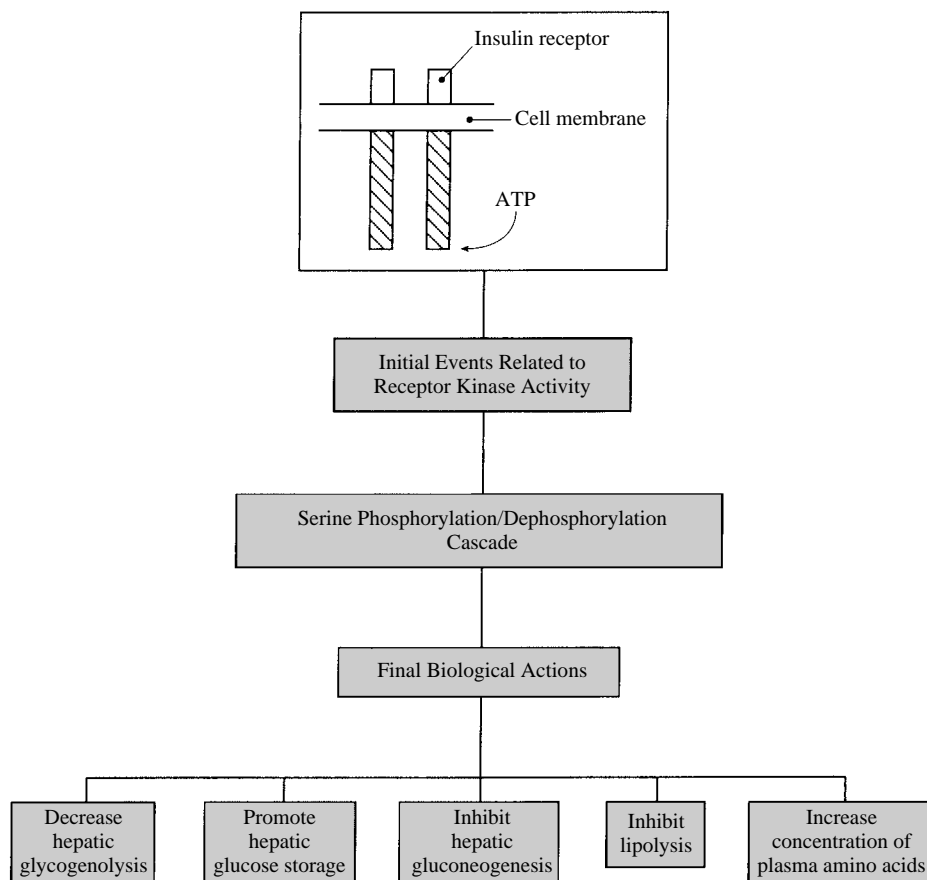 Insulin receptor
Cell membrane
ATP
Initial Events Related to
Receptor Kinase Activity
Serine Phosphorylation/Dephosphorylation
Cascade
Final Biological Actions
Decrease
hepatic
glycogenolysis
Promote
hepatic
glucose storage
Inhibit
hepatic
gluconeogenesis
Inhibit
lipolysis
Increase
concentration of
plasma amino acids